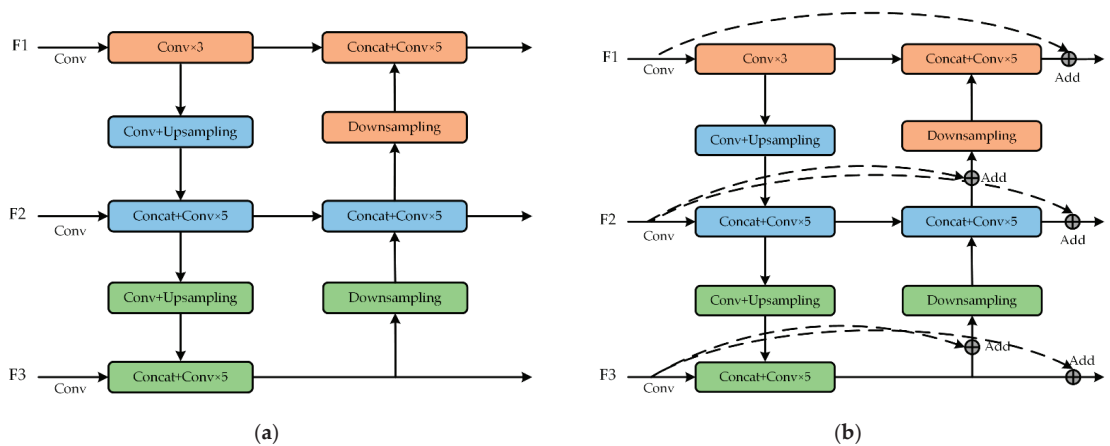 F1
Conv
Conv×3
Concat+Conv×5
Conv+Upsampling
Downsampling
F2
Conv
Concat+Conv×5
Concat+Conv×5
Conv+Upsampling
Downsampling
F3
Conv
Concat+Conv×5
(a)
F1
Conv
Conv×3
Concat+Conv×5
Add
Conv+Upsampling
Downsampling
Add
F2
Conv
Concat+Conv×5
Concat+Conv×5
Add
Conv+Upsampling
Downsampling
Add
Add
F3
Conv
Concat+Conv×5
(b)